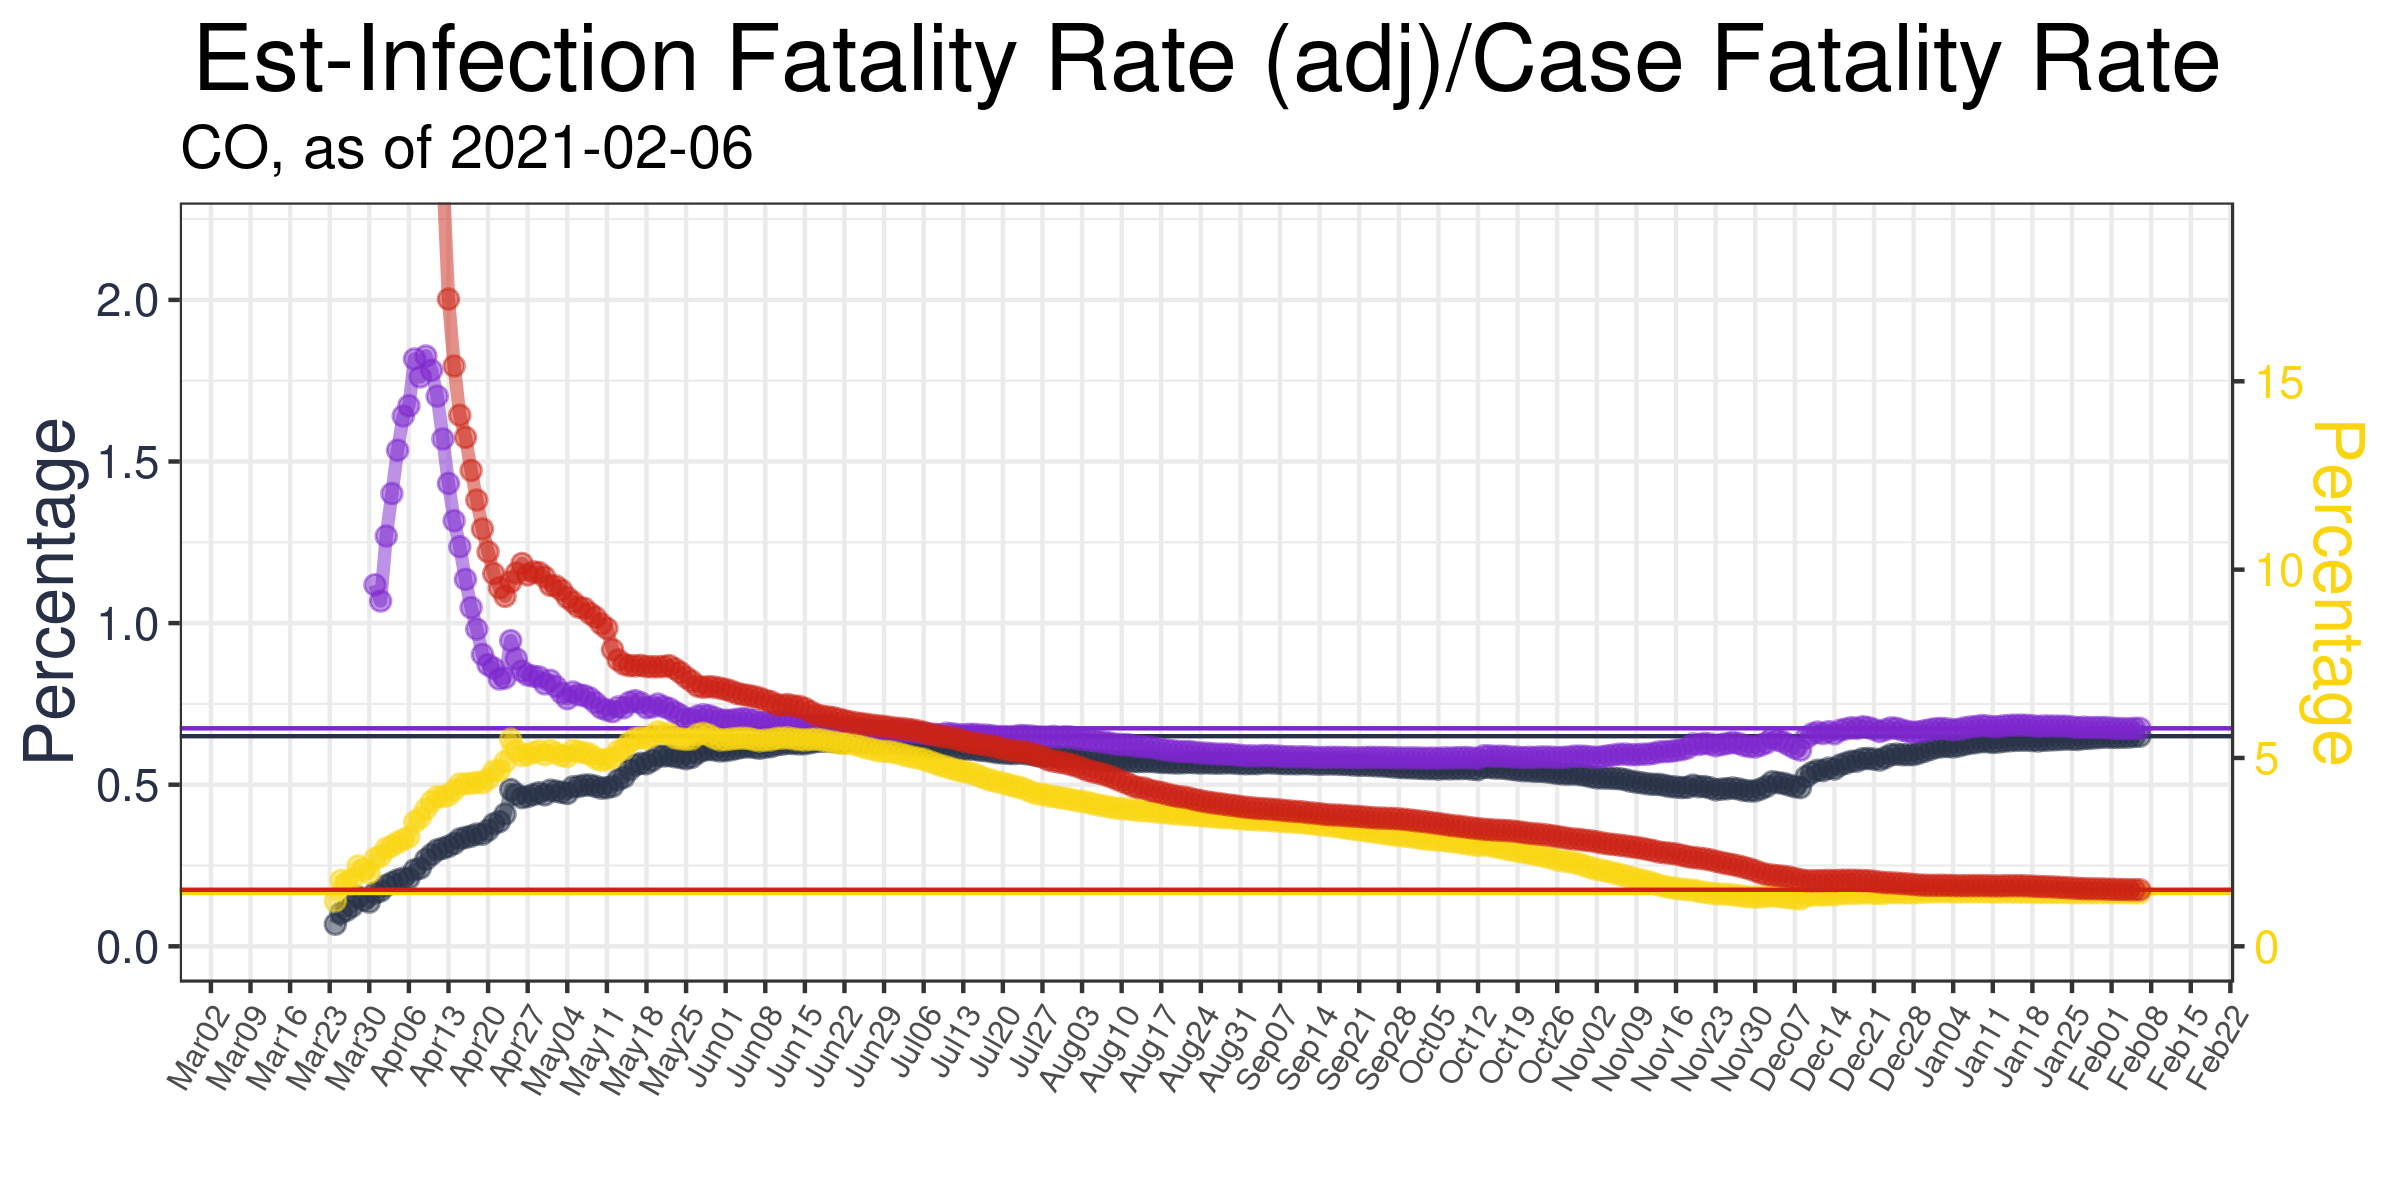 Est-Infection Fatality Rate (adj)/Case Fatality Rate
CO, as of 2021-02-06
Percentage
2.0
1.5
1.0
0.5
0.0
15
10
5
0
Percentage
Mar02
Mar09
Mar16
Mar23
Mar30
Apr06
Apr13
Apr20
Apr27
May04
May11
May18
May25
Jun01
Jun08
Jun15
Jun22
Jun29
Jul06
Jul13
Jul20
Jul27
Aug03
Aug10
Aug17
Aug24
Aug31
Sep07
Sep14
Sep21
Sep28
Oct05
Oct12
Oct19
Oct26
Nov02
Nov09
Nov16
Nov23
Nov30
Dec07
Dec14
Dec21
Dec28
Jan04
Jan11
Jan18
Jan25
Feb01
Feb08
Feb15
Feb22